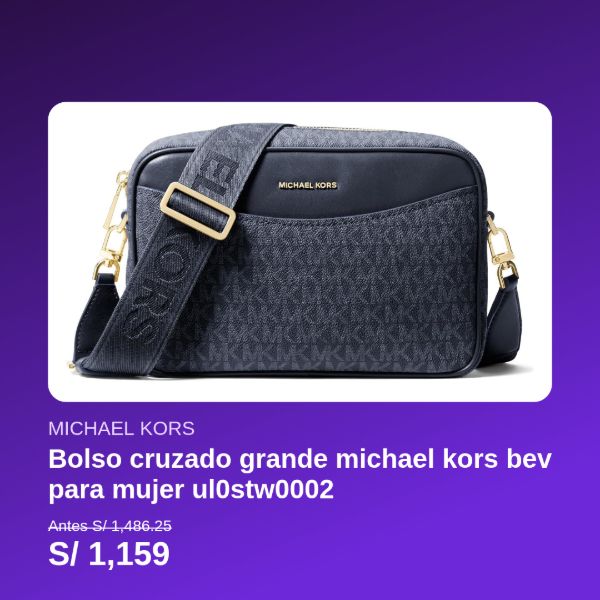 MICHAEL KORS
MICHAEL KORS
Bolso cruzado grande michael kors bev
para mujer ul0stw0002
Antes S/ 1,486.25
S/ 1,159